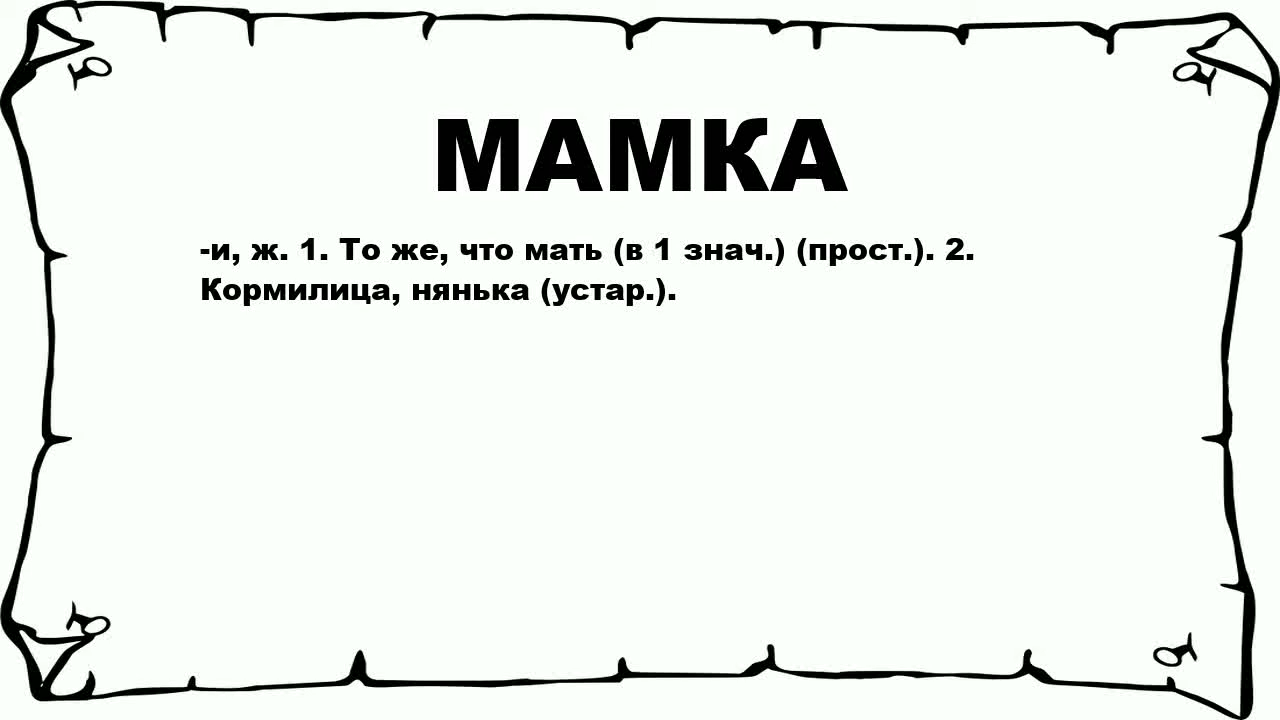 МАМКА
-и, ж. 1. То же, что мать (в 1 знач.) (прост.). 2.
Кормилица, нянька (устар.).